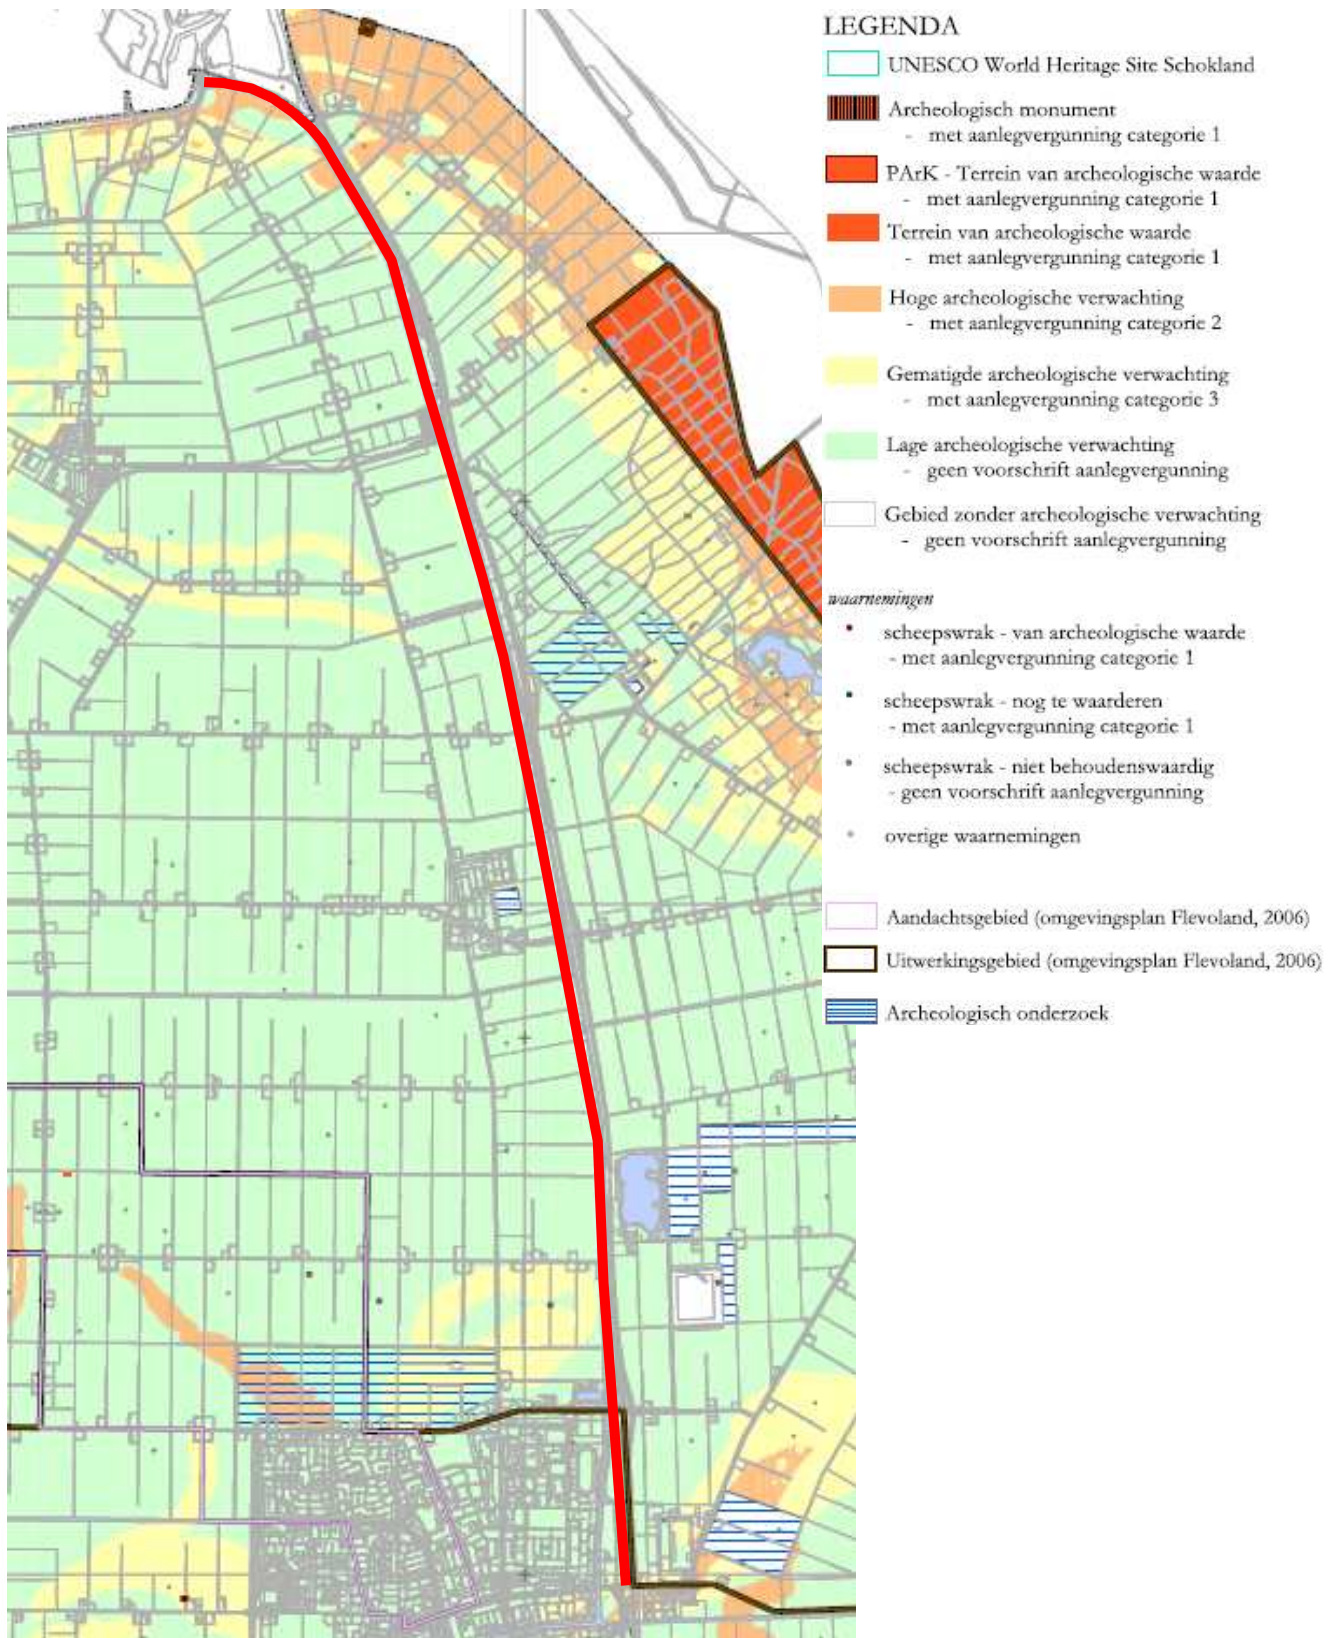 LEGENDA
UNESCO World Heritage Site Schokland
Archeologisch monument
- met aanlegvergunning categorie 1
PArK - Terrein van archeologische waarde
- met aanlegvergunning categorie 1
Terrein van archeologische waarde
- met aanlegvergunning categorie 1
Hoge archeologische verwachting
- met aanlegvergunning categorie 2
Gematigde archeologische verwachting
- met aanlegvergunning categorie 3
Lage archeologische verwachting
- geen voorschrift aanlegvergunning
Gebied zonder archeologische verwachting
- geen voorschrift aanlegvergunning
waarnemingen
scheepswrak - van archeologische waarde
- met aanlegvergunning categorie 1
scheepswrak - nog te waarderen
- met aanlegvergunning categorie 1
scheepswrak - niet behoudenswaardig
- geen voorschrift aanlegvergunning
overige waarnemingen
Aandachtsgebied (omgevingsplan Flevoland, 2006)
Uitwerkingsgebied (omgevingsplan Flevoland, 2006)
Archeologisch onderzoek